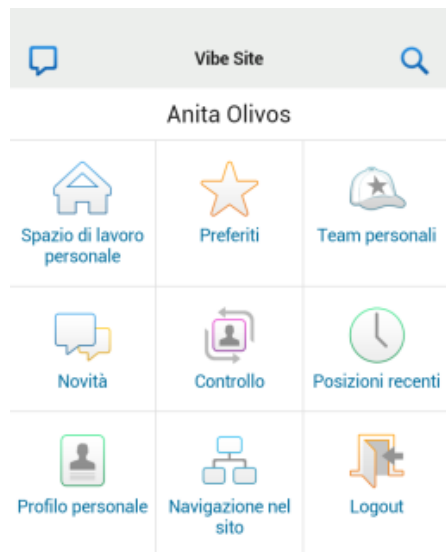 Vibe Site
Anita Olivos
Spazio di lavoro
personale
Preferiti
Team personali
Novità
Controllo
Posizioni recenti
Profilo personale
Navigazione nel
sito
Logout